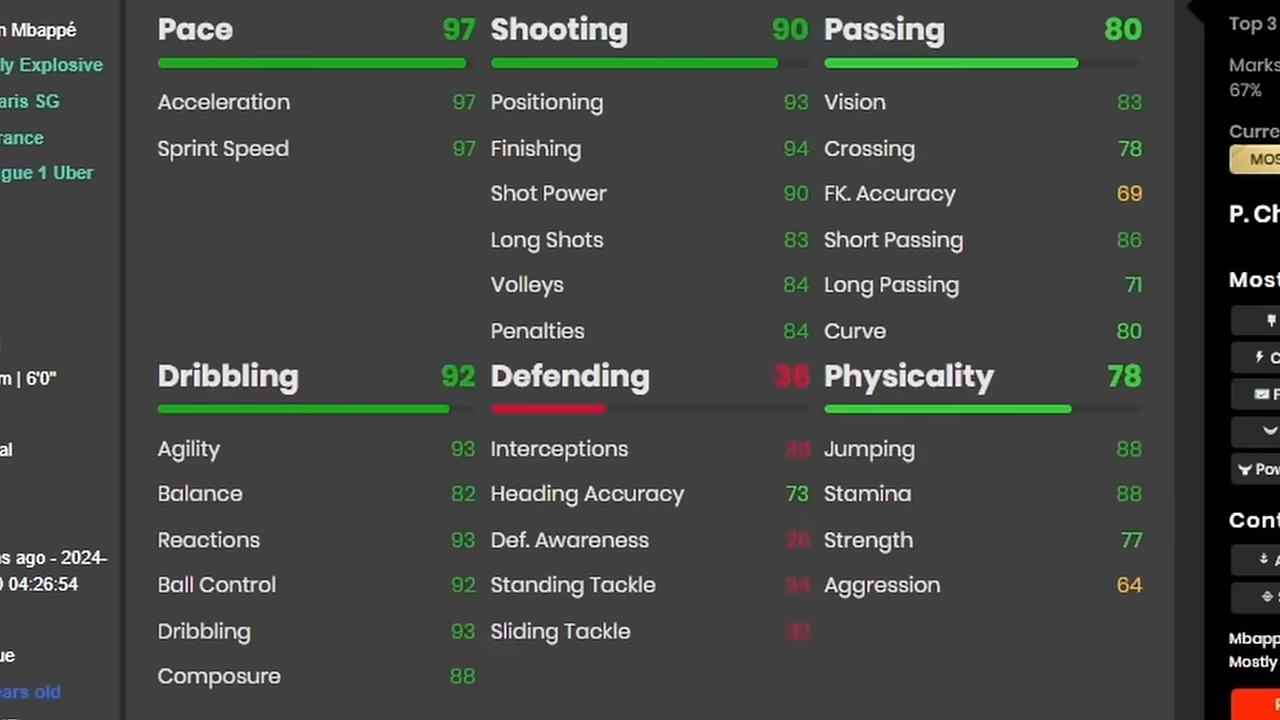 n Mbappé
ly Explosive
aris SG
rance
gue 1 Uber
m | 6'0"
al
ns ago - 2024-
0 04:26:54
ue
ears old
Pace 97
Acceleration 97
Sprint Speed 97
Shooting 90
Positioning 93
Finishing 94
Shot Power 90
Long Shots 83
Volleys 84
Penalties 84
Passing 80
Vision 83
Crossing 78
FK. Accuracy 69
Short Passing 86
Long Passing 71
Curve 80
Dribbling 92
Agility 93
Balance 82
Reactions 93
Ball Control 92
Dribbling 93
Composure 88
Defending 36
Interceptions 38
Heading Accuracy 73
Def. Awareness 26
Standing Tackle 34
Sliding Tackle 32
Physicality 78
Jumping 88
Stamina 88
Strength 77
Aggression 64
Top 3
Marks
67%
Curre
MOS
P. Ch
Most
C
F
Pow
Cont
A
Mbapp
Mostly